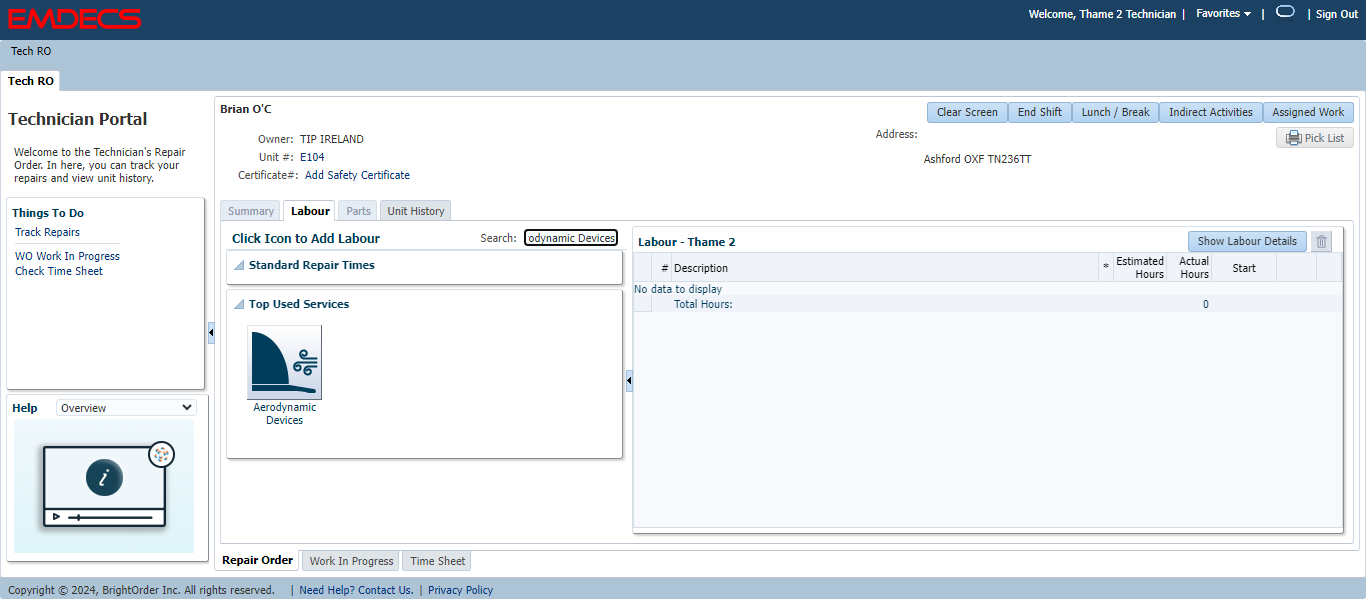 EMDECS
Welcome, Thame 2 Technician | Favorites | | Sign Out
Tech RO
Tech RO
Technician Portal
Welcome to the Technician's Repair
Order. In here, you can track your
repairs and view unit history.
Things To Do
Track Repairs
WO Work In Progress
Check Time Sheet
Help Overview
i
Brian O'C
Clear Screen End Shift Lunch / Break Indirect Activities Assigned Work
Owner: TIP IRELAND
Unit #: E104
Certificate#: Add Safety Certificate
Address:
Pick List
Ashford OXF TN236TT
Summary Labour Parts Unit History
Click Icon to Add Labour Search: odynamic Devices
Standard Repair Times
Top Used Services
Aerodynamic
Devices
Labour - Thame 2 Show Labour Details
# Description * Estimated Hours Actual Hours Start
No data to display
Total Hours: 0
Repair Order Work In Progress Time Sheet
Copyright © 2024, BrightOrder Inc. All rights reserved. | Need Help? Contact Us. | Privacy Policy